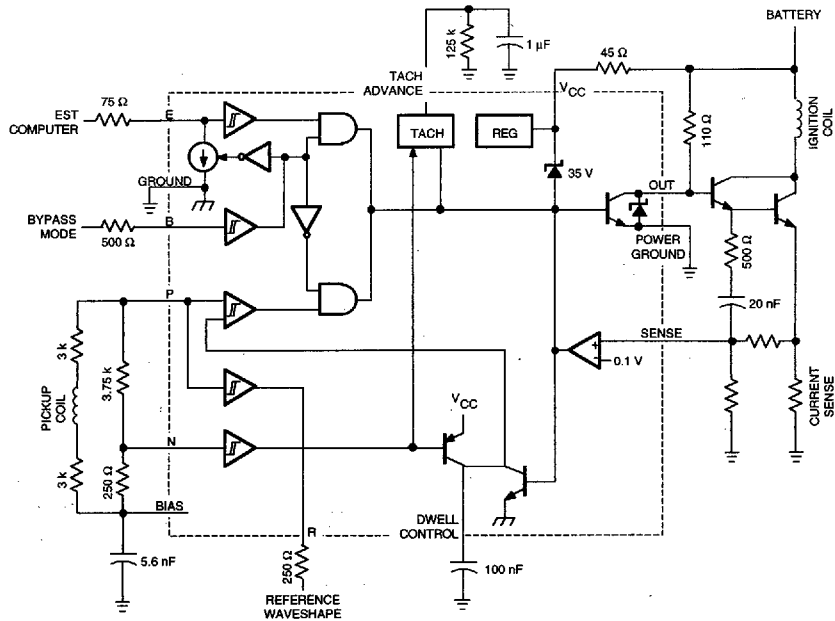 BATTERY
125 k
1 µF
45 Ω
TACH
ADVANCE
VCC
75 Ω
E
EST
COMPUTER
TACH
REG
110 Ω
IGNITION
COIL
35 V
GROUND
OUT
BYPASS
MODE
B
500 Ω
POWER
GROUND
500 Ω
20 nF
P
SENSE
+
−
0.1 V
3 k
3.75 k
PICKUP
COIL
VCC
CURRENT
SENSE
N
3 k
250 Ω
BIAS
DWELL
CONTROL
R
5.6 nF
250 Ω
100 nF
REFERENCE
WAVESHAPE